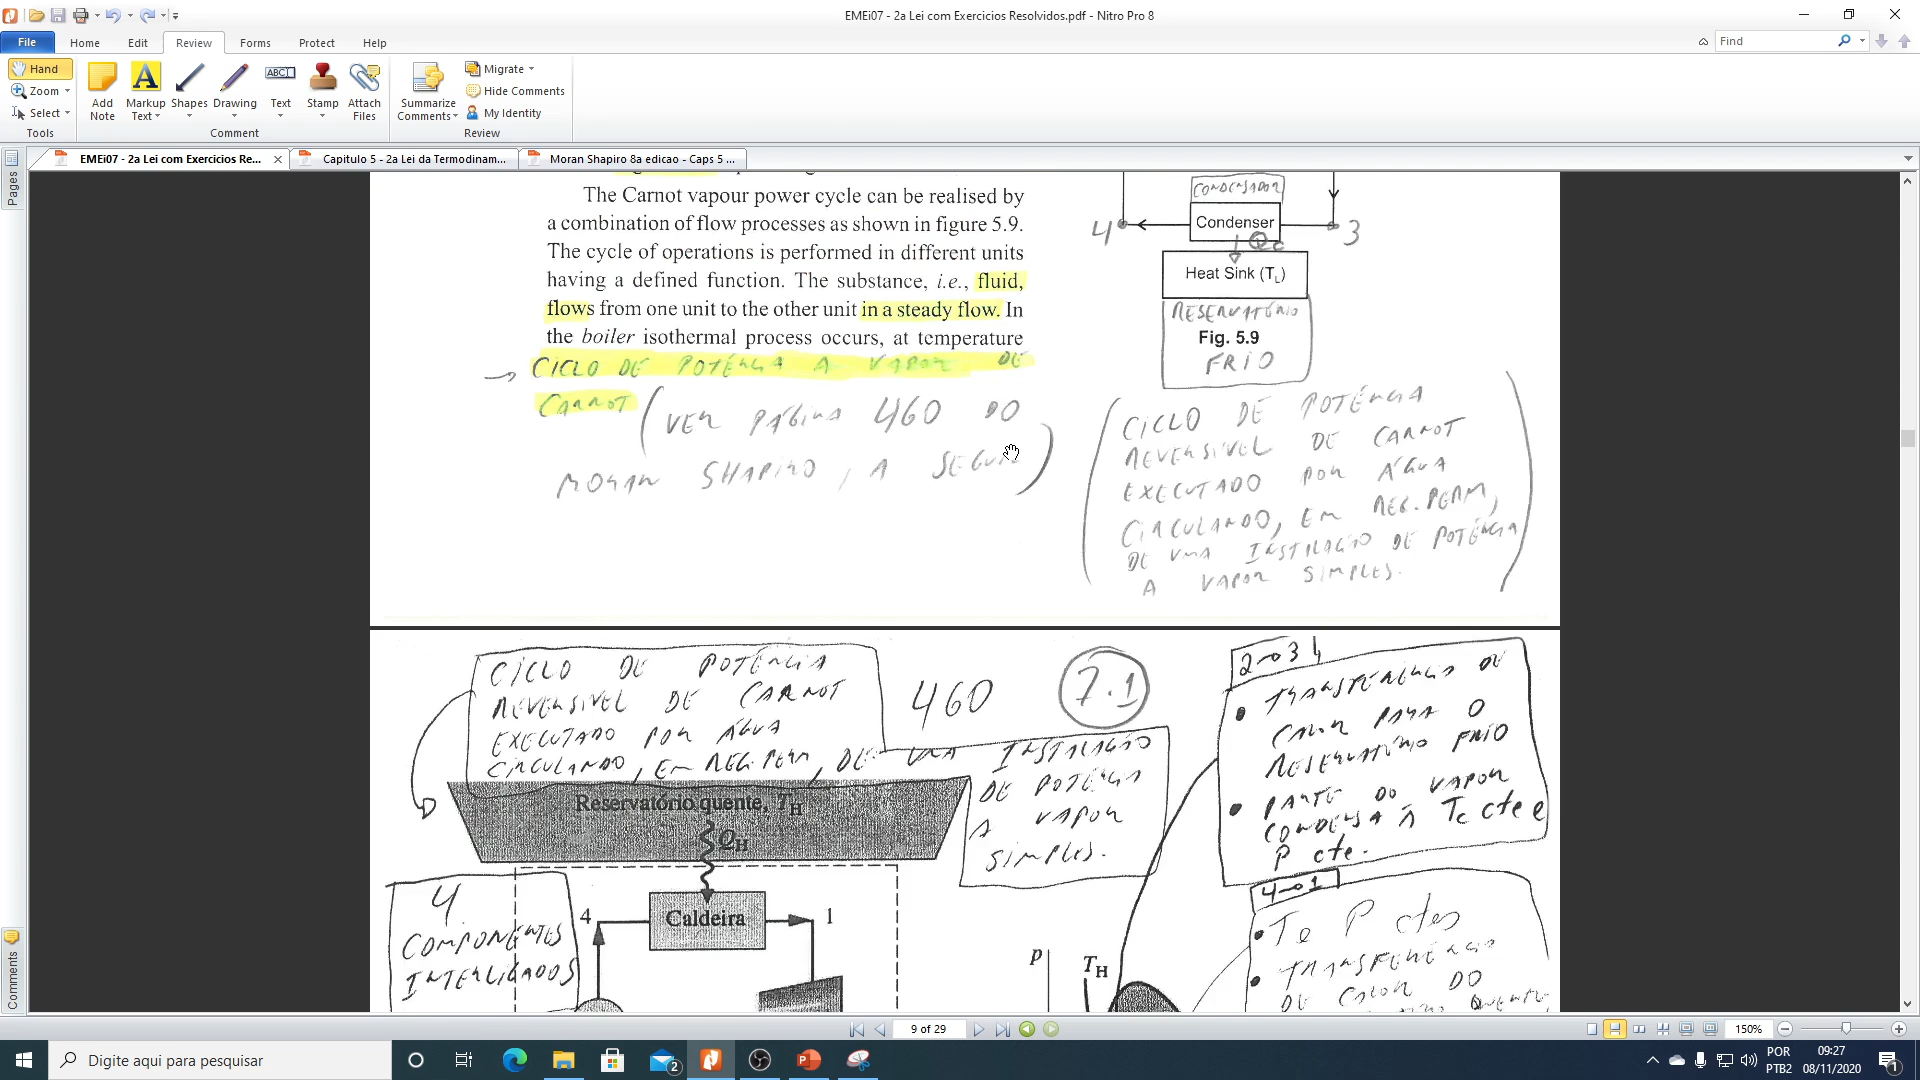 EMEi07 - 2a Lei com Exercicios Resolvidos.pdf - Nitro Pro 8
File
Home
Edit
Review
Forms
Protect
Help
Find
Hand
Zoom
Select
Tools
Add Note
Markup Text
Shapes
Drawing
Text
Stamp
Attach Files
Comment
Summarize Comments
Migrate
Hide Comments
My Identity
Review
EMEi07 - 2a Lei com Exercicios Re...
Capitulo 5 - 2a Lei da Termodinam...
Moran Shapiro 8a edicao - Caps 5 ...
Pages
Comments
The Carnot vapour power cycle can be realised by
a combination of flow processes as shown in figure 5.9.
The cycle of operations is performed in different units
having a defined function. The substance, i.e., fluid,
flows from one unit to the other unit in a steady flow. In
the boiler isothermal process occurs, at temperature
CICLO DE POTÊNCIA A VAPOR DE
CARNOT
(VER PÁGINA 460 DO
MORAN SHAPIRO, A SEGUIR)
CONDENSADOR
Condenser
4
3
Heat Sink (TL)
RESERVATÓRIO
Fig. 5.9
FRIO
(CICLO DE POTÊNCIA
REVERSÍVEL DE CARNOT
EXECUTADO POR ÁGUA
CIRCULANDO, EM REG.PERM,
DE UMA INSTALAÇÃO DE POTÊNCIA
A VAPOR SIMPLES.)
CICLO DE POTÊNCIA
REVERSÍVEL DE CARNOT
EXECUTADO POR ÁGUA
CIRCULANDO, EM REG.PERM, DE UMA INSTALAÇÃO
DE POTÊNCIA
A VAPOR
SIMPLES.
460
7.1
2→3
• TRANSFERÊNCIA DE
CALOR PARA O
RESERVATÓRIO FRIO
• PARTE DO VAPOR
CONDENSA À Tc cte e
P cte.
4→1
• T e P ctes
• TRANSFERÊNCIA
DE CALOR DO
Reservatório quente, TH
QH
4
COMPONENTES
INTERLIGADOS
4
Caldeira
1
p
TH
9 of 29
150%
Digite aqui para pesquisar
2
POR
PTB2
09:27
08/11/2020
1